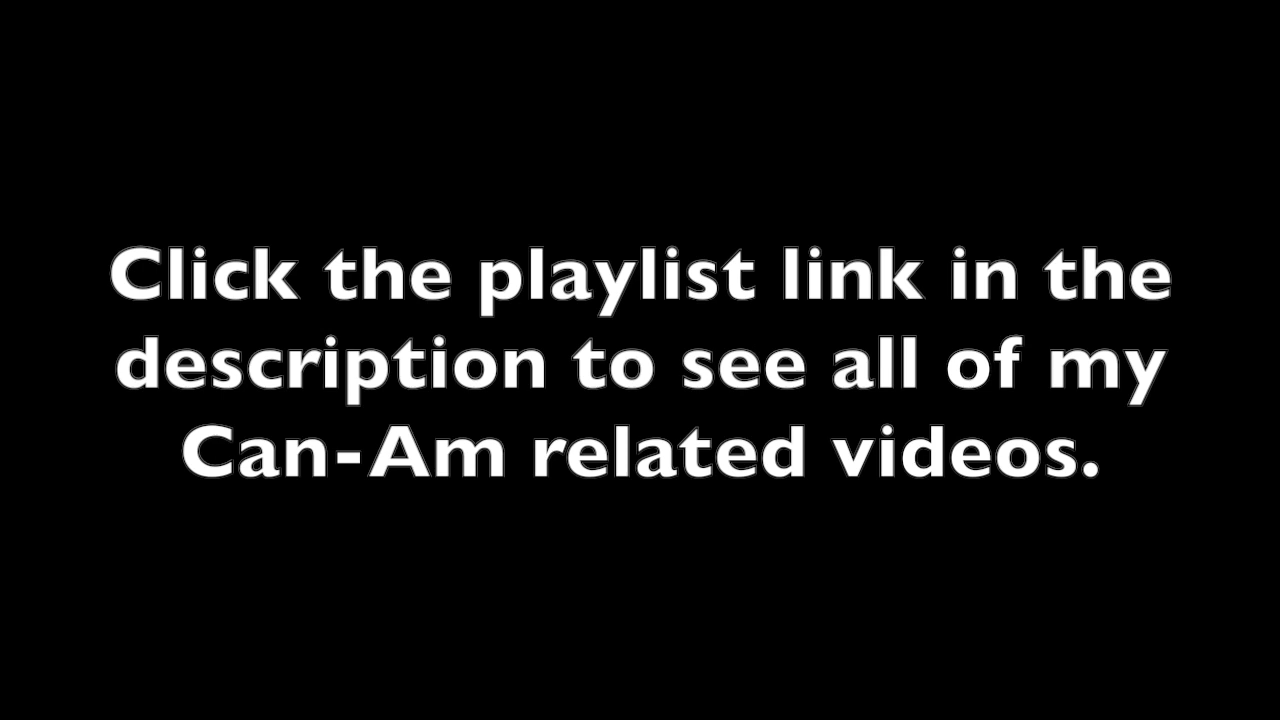 Click the playlist link in the
description to see all of my
Can-Am related videos.